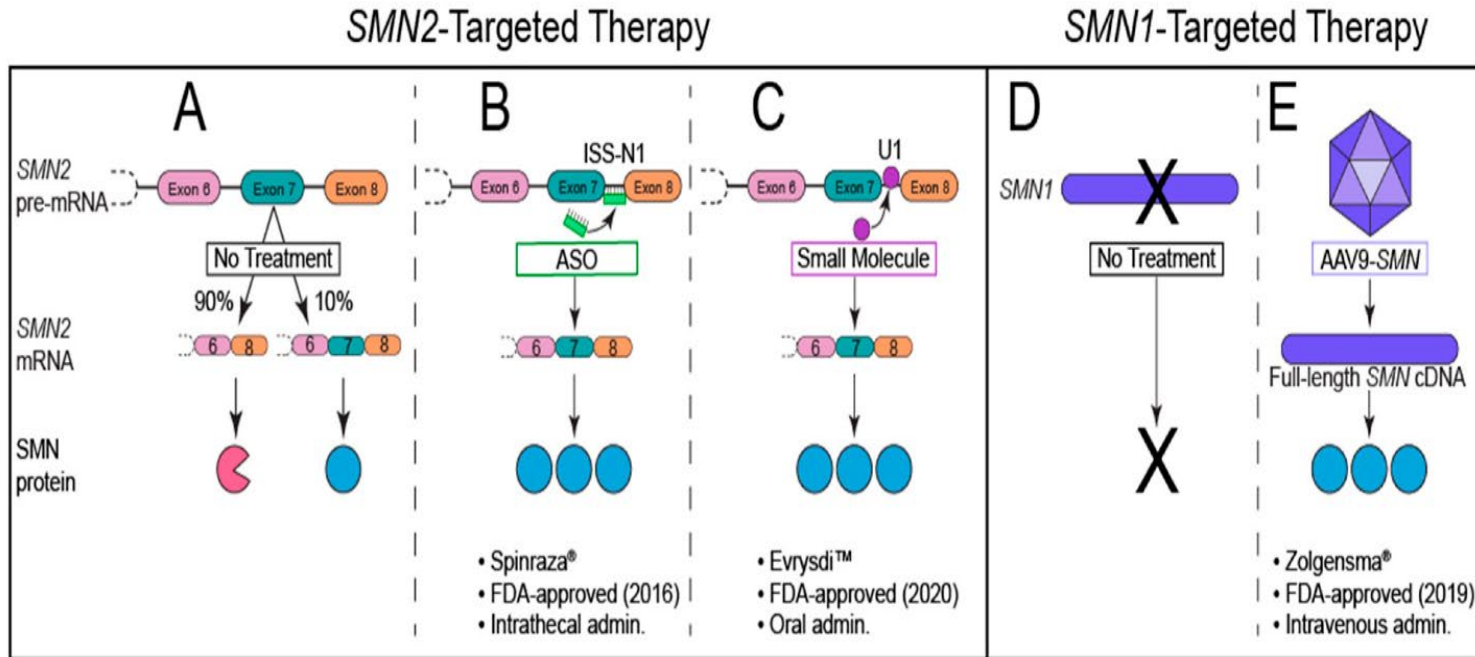 SMN2-Targeted Therapy
SMN1-Targeted Therapy
A
B
C
D
E
SMN2
pre-mRNA
Exon 6
Exon 7
Exon 8
ISS-N1
Exon 6
Exon 7
Exon 8
U1
Exon 6
Exon 7
Exon 8
SMN1
X
No Treatment
ASO
Small Molecule
No Treatment
AAV9-SMN
90%
10%
SMN2
mRNA
6 8
6 7 8
6 7 8
6 7 8
Full-length SMN cDNA
SMN
protein
X
• Spinraza®
• FDA-approved (2016)
• Intrathecal admin.
• Evrysdi™
• FDA-approved (2020)
• Oral admin.
• Zolgensma®
• FDA-approved (2019)
• Intravenous admin.